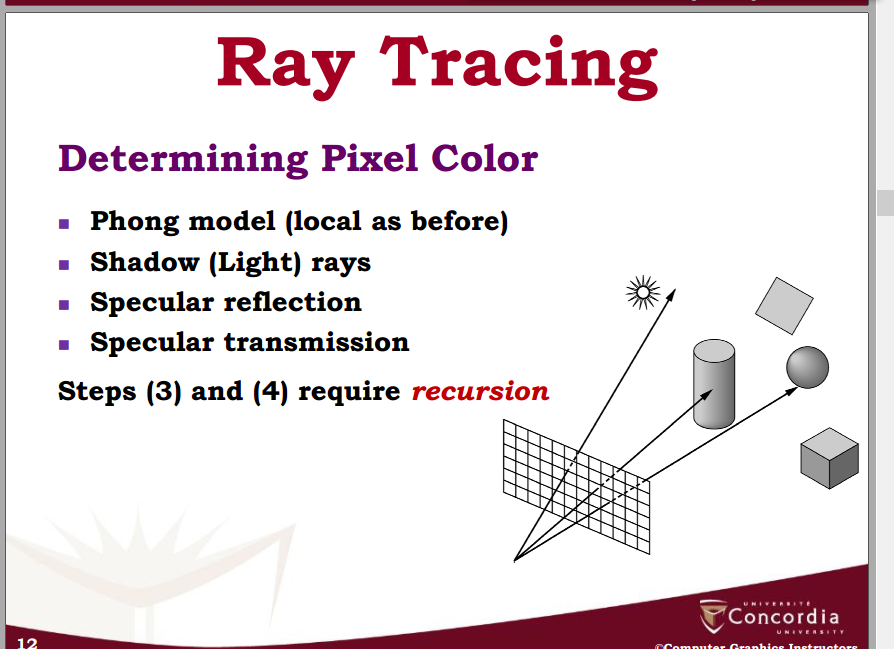 Ray Tracing
Determining Pixel Color
▪ Phong model (local as before)
▪ Shadow (Light) rays
▪ Specular reflection
▪ Specular transmission
Steps (3) and (4) require recursion
UNIVERSITÉ
Concordia
UNIVERSITY
12
©Computer Graphics Instructors